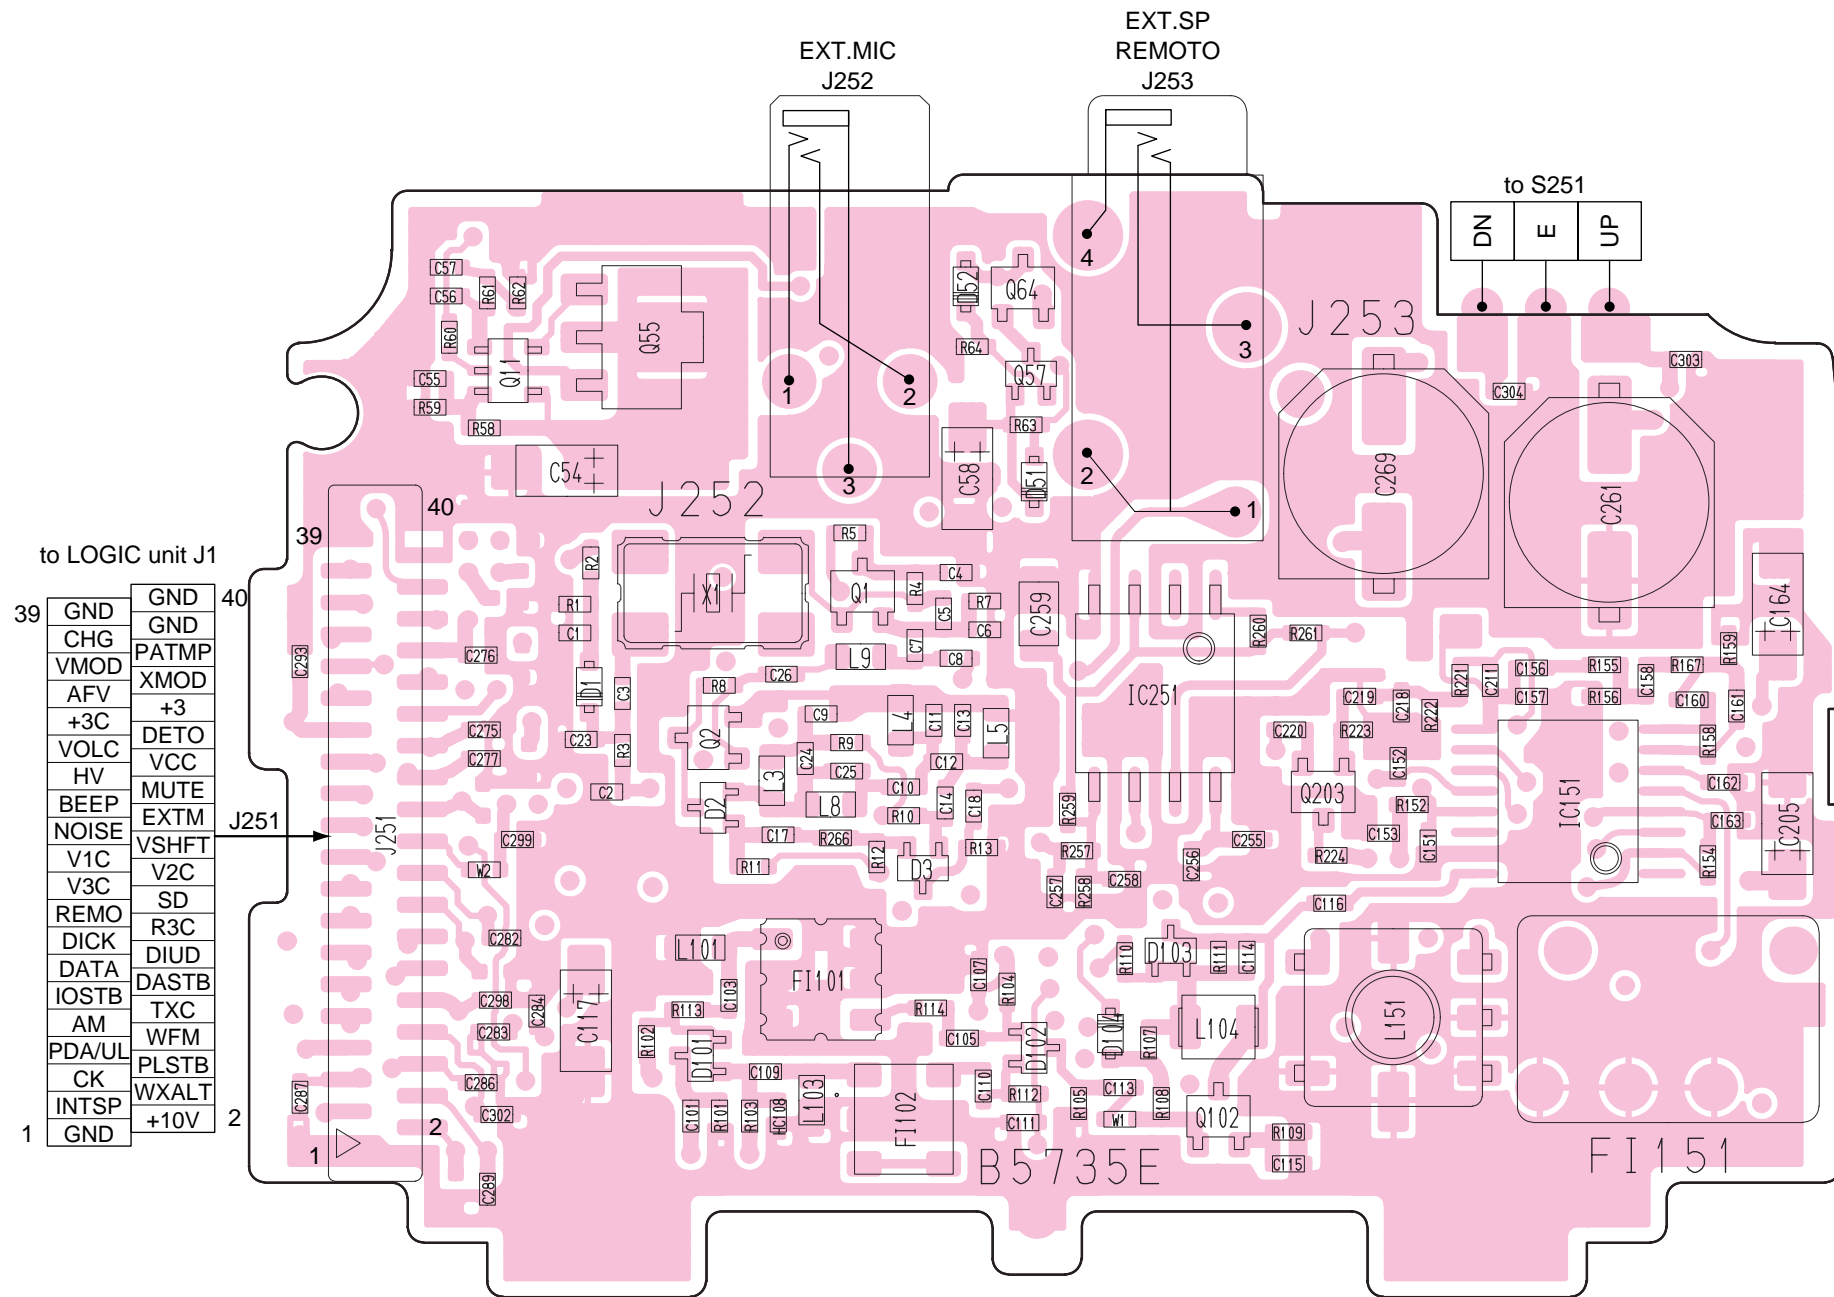 EXT.MIC
J252
EXT.SP
REMOTO
J253
to S251
DN
E
UP
C57
C56
R61
R62
R60
Q11
C55
R59
R58
Q55
C54
J252
1
2
3
D52
Q64
R64
Q57
R63
C58
D51
4
3
2
1
J253
C269
C304
C303
C261
C164
39
40
to LOGIC unit J1
39
GND
CHG
VMOD
AFV
+3C
VOLC
HV
BEEP
NOISE
V1C
V3C
REMO
DICK
DATA
IOSTB
AM
PDA/UL
CK
INTSP
GND
1
GND
40
GND
PATMP
XMOD
+3
DETO
VCC
MUTE
EXTM
VSHFT
V2C
SD
R3C
DIUD
DASTB
TXC
WFM
PLSTB
WXALT
+10V
2
J251
J251
1
2
C293
C287
C276
C275
C277
C299
W2
C282
C298
C284
C283
C286
C302
C289
R2
R1
C1
X1
D1
C3
C23
R3
C2
R5
Q1
R4
C4
C5
R7
C6
C7
C8
L9
C26
R8
Q2
C9
L4
C11
C13
L5
R9
C24
C25
C12
L3
L8
C10
C14
C18
R10
D2
C17
R266
R11
R12
D3
R13
C259
IC251
R260
R261
R259
R257
C257
R258
C258
C256
C255
C219
C218
R222
R221
C211
C220
R223
C152
Q203
R152
C153
C151
R224
C116
C156
C157
R155
R156
C158
R167
R159
C160
C161
R158
C162
C163
R154
IC151
C205
L101
FI101
C103
R113
R102
D101
C117
C109
C101
R101
R103
HC108
L103
FI102
R114
C107
R104
C105
D102
C110
R112
C111
R110
D103
R111
C114
D104
R107
L104
C113
R105
W1
R108
Q102
R109
C115
L151
FI151
B5735E